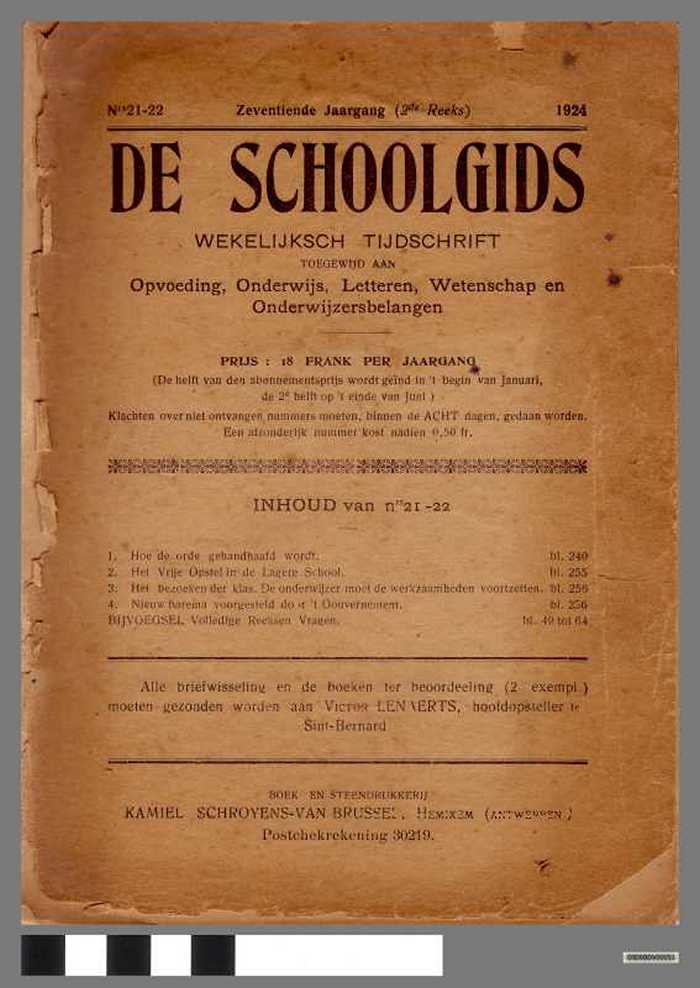 Nrs 21-22 Zeventiende Jaargang (2de Reeks) 1924
DE SCHOOLGIDS
WEKELIJKSCH TIJDSCHRIFT
TOEGEWIJD AAN
Opvoeding, Onderwijs, Letteren, Wetenschap en
Onderwijzersbelangen
PRIJS : 18 FRANK PER JAARGANG
(De helft van den abonnementsprijs wordt geïnd in 't begin van Januari,
de 2e helft op 't einde van Juni )
Klachten over niet ontvangen nummers moeten, binnen de ACHT dagen, gedaan worden.
Een afzonderlijk nummer kost nadien 0,50 fr.
INHOUD van nrs 21-22
1. Hoe de orde gehandhaafd wordt. bl. 240
2. Het Vrije Opstel in de Lagere School. bl. 255
3. Het bezoeken der klas. De onderwijzer moet de werkzaamheden voortzetten. bl. 256
4. Nieuw barema voorgesteld do r 't Gouvernement. bl. 256
BIJVOEGSEL Volledige Reeksen Vragen. bl. 49 tot 64
Alle briefwisseling en de boeken ter beoordeeling (2 exempl.)
moeten gezonden worden aan VICTOR LENAERTS, hoofdopsteller te
Sint-Bernard
BOEK EN STEENDRUKKERIJ
KAMIEL SCHROYENS-VAN BRUSSEL, HEMIXEM (ANTWERPEN)
Postchekrekening 30219.